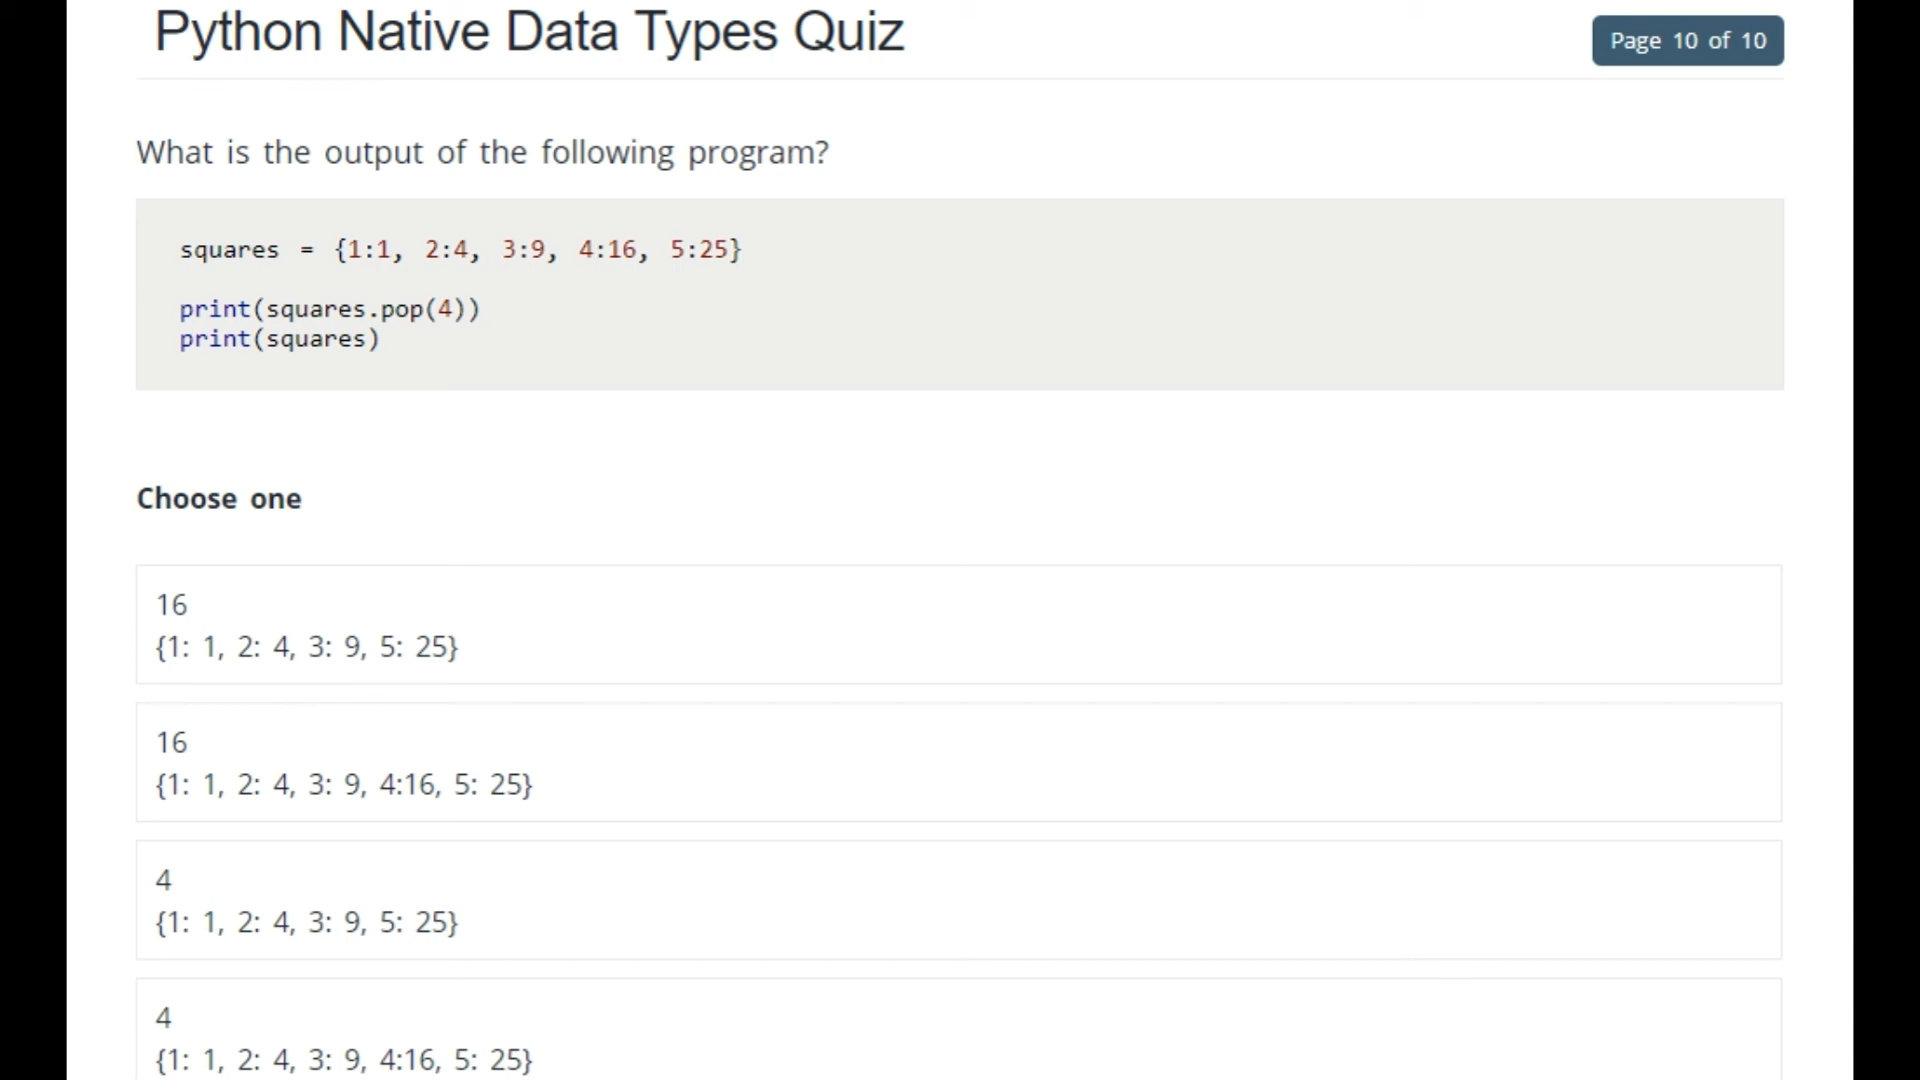 Python Native Data Types Quiz
Page 10 of 10
What is the output of the following program?
squares = {1:1, 2:4, 3:9, 4:16, 5:25}
print(squares.pop(4))
print(squares)
Choose one
16
{1: 1, 2: 4, 3: 9, 5: 25}
16
{1: 1, 2: 4, 3: 9, 4:16, 5: 25}
4
{1: 1, 2: 4, 3: 9, 5: 25}
4
{1: 1, 2: 4, 3: 9, 4:16, 5: 25}